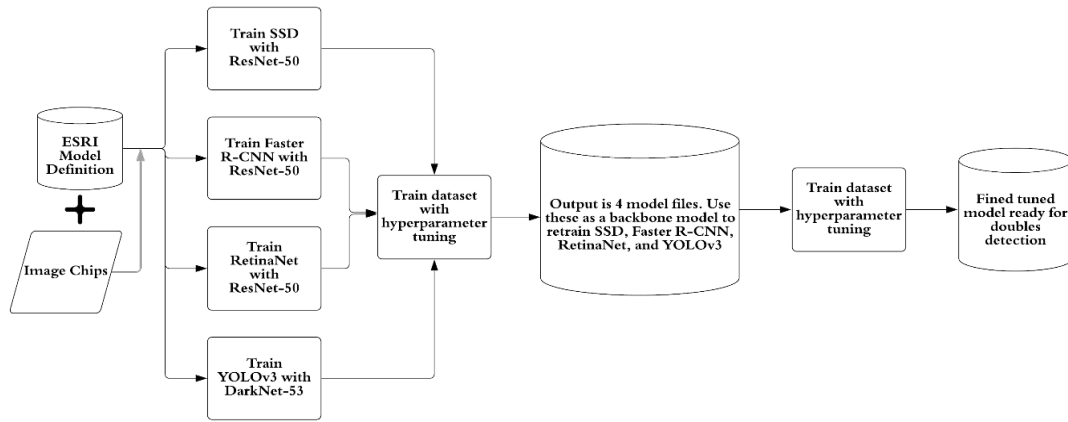 Train SSD
with
ResNet-50
ESRI
Model
Definition
Image Chips
Train Faster
R-CNN with
ResNet-50
Train
RetinaNet
with
ResNet-50
Train
YOLOv3 with
DarkNet-53
Train dataset
with
hyperparameter
tuning
Output is 4 model files. Use
these as a backbone model to
retrain SSD, Faster R-CNN,
RetinaNet, and YOLOv3
Train dataset
with
hyperparameter
tuning
Fined tuned
model ready for
doubles
detection